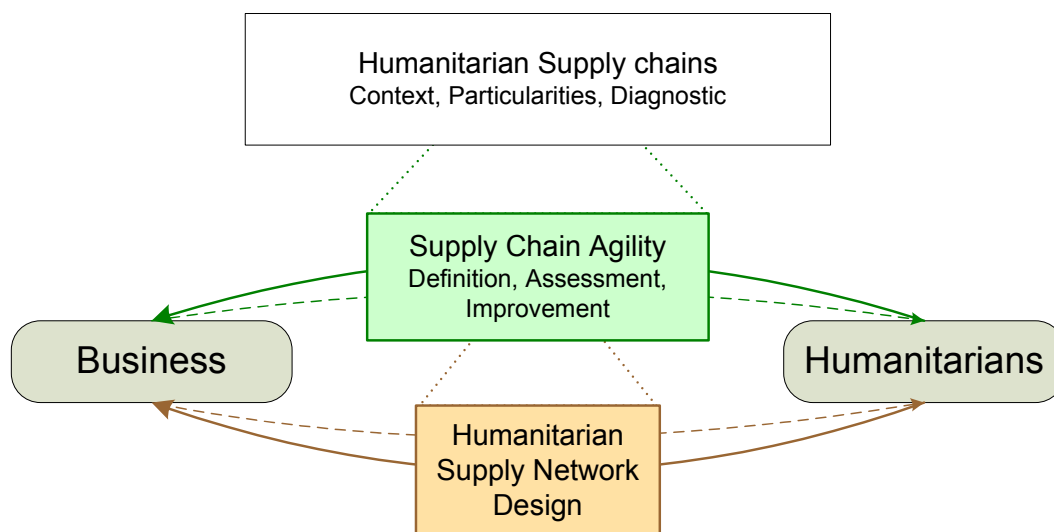 Humanitarian Supply chains
Context, Particularities, Diagnostic
Supply Chain Agility
Definition, Assessment,
Improvement
Business
Humanitarians
Humanitarian
Supply Network
Design